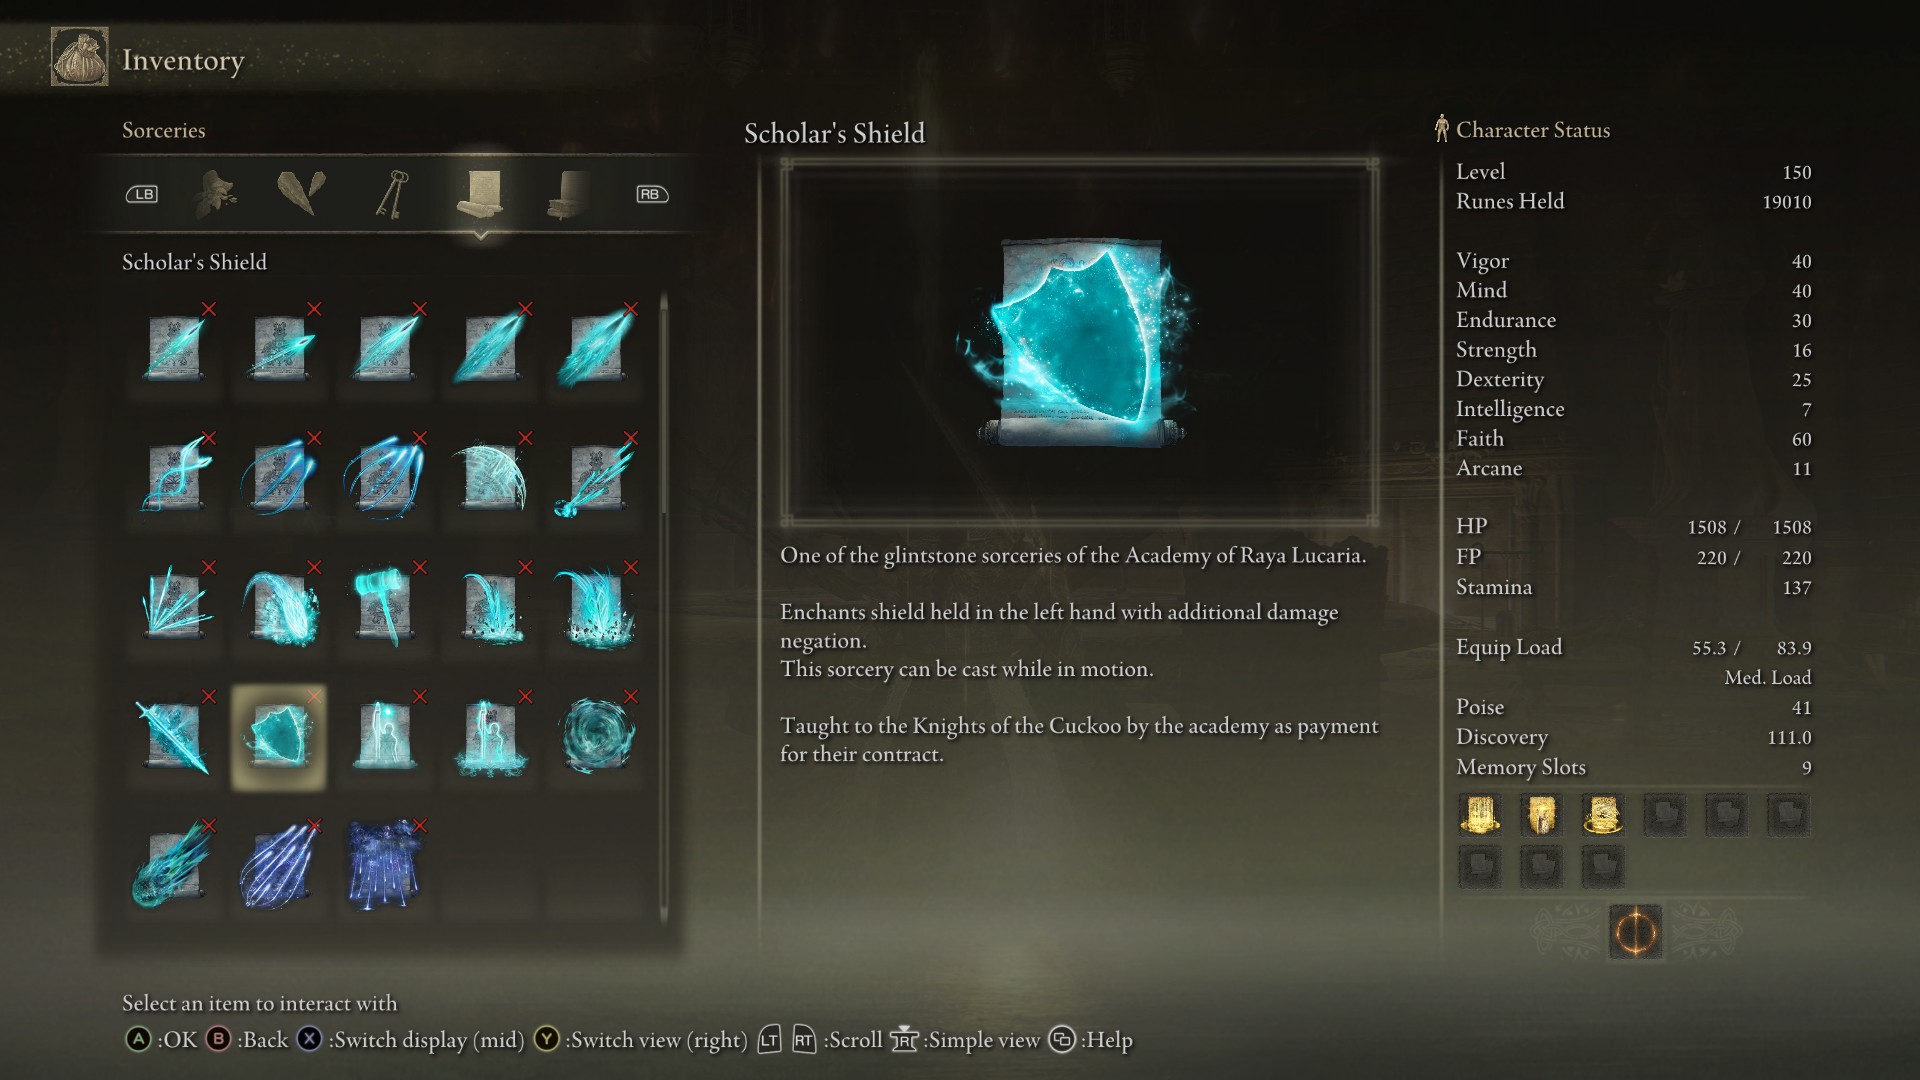 Inventory
Sorceries
LB
RB
Scholar's Shield
Scholar's Shield
One of the glintstone sorceries of the Academy of Raya Lucaria.
Enchants shield held in the left hand with additional damage
negation.
This sorcery can be cast while in motion.
Taught to the Knights of the Cuckoo by the academy as payment
for their contract.
Character Status
Level 150
Runes Held 19010
Vigor 40
Mind 40
Endurance 30
Strength 16
Dexterity 25
Intelligence 7
Faith 60
Arcane 11
HP 1508 / 1508
FP 220 / 220
Stamina 137
Equip Load 55.3 / 83.9
Med. Load
Poise 41
Discovery 111.0
Memory Slots 9
Select an item to interact with
A :OK B :Back X :Switch display (mid) Y :Switch view (right) LT RT :Scroll R :Simple view :Help